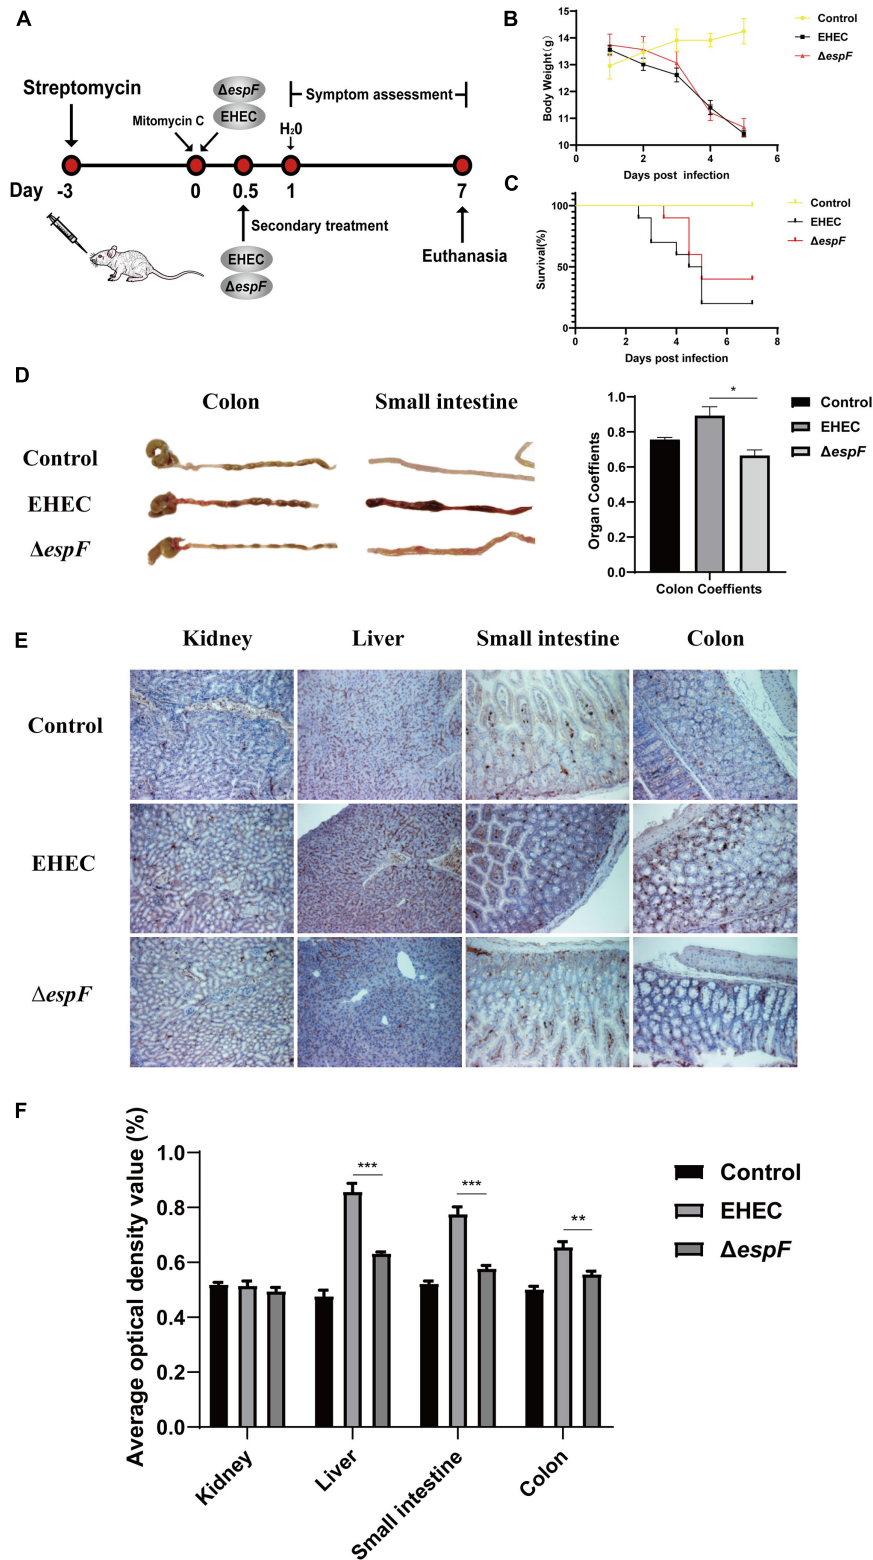 A
Streptomycin
Mitomycin C
ΔespF
EHEC
Symptom assessment
H₂0
Day -3 0 0.5 1 7
Secondary treatment
EHEC
ΔespF
Euthanasia
B
Body Weight(g)
15
14
13
12
11
10
0 2 4 6
Days post infection
Control
EHEC
ΔespF
C
Survival(%)
100
50
0
0 2 4 6 8
Days post infection
Control
EHEC
ΔespF
D
Colon Small intestine
Control
EHEC
ΔespF
Organ Coeffients
1.0
0.8
0.6
0.4
0.2
0.0
*
Colon Coeffients
Control
EHEC
ΔespF
E
Kidney Liver Small intestine Colon
Control
EHEC
ΔespF
F
Average optical density value (%)
1.0
0.8
0.6
0.4
0.2
0.0
*** *** **
Kidney
Liver
Small intestine
Colon
Control
EHEC
ΔespF